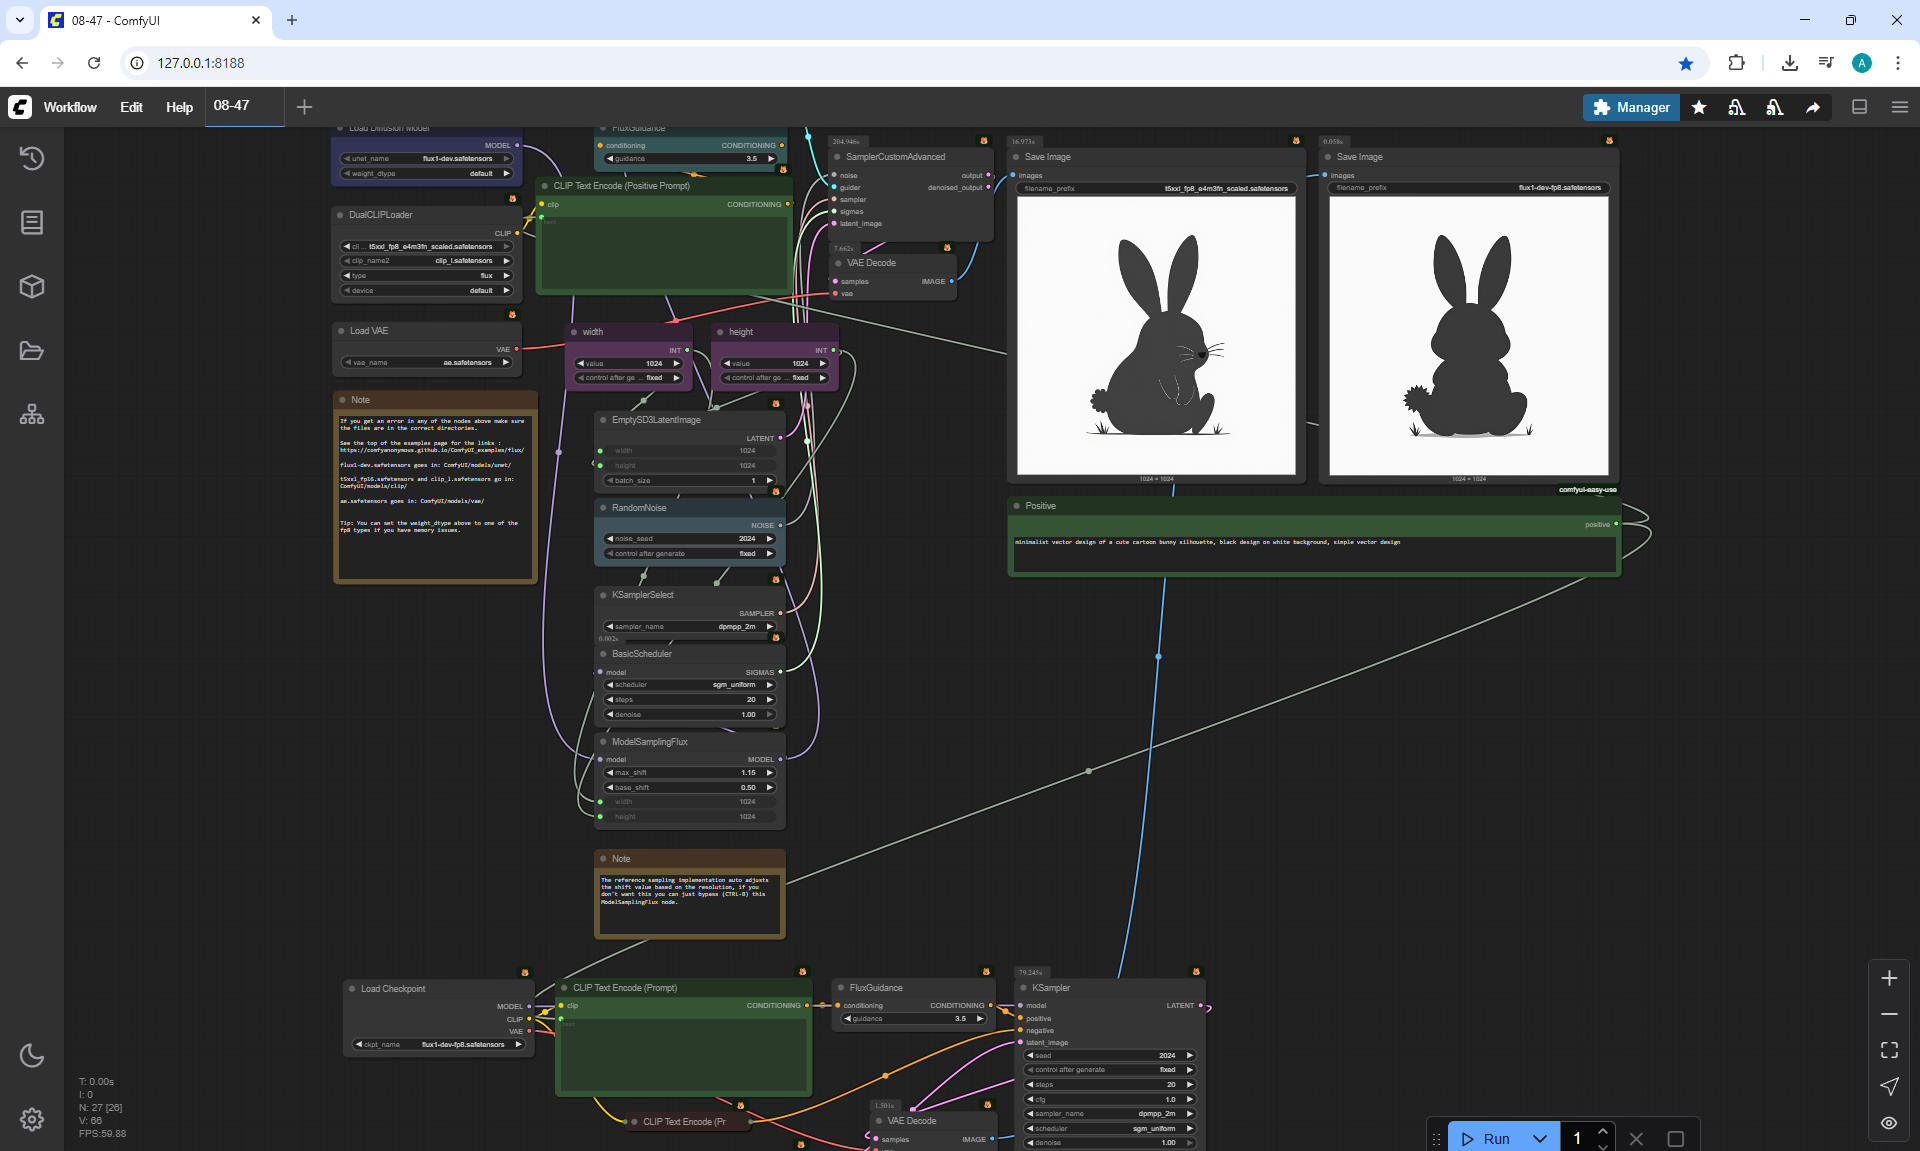 08-47 - ComfyUI
127.0.0.1:8188
A
Workflow
Edit
Help
08-47
Manager
Load Diffusion Model
MODEL
unet_name flux1-dev.safetensors
weight_dtype default
DualCLIPLoader
CLIP
cli ... t5xxl_fp8_e4m3fn_scaled.safetensors
clip_name2 clip_l.safetensors
type flux
device default
Load VAE
VAE
vae_name ae.safetensors
Note
If you get an error in any of the nodes above make sure
the files are in the correct directories.
See the top of the examples page for the links :
https://comfyanonymous.github.io/ComfyUI_examples/flux/
flux1-dev.safetensors goes in: ComfyUI/models/unet/
t5xxl_fp16.safetensors and clip_l.safetensors go in:
ComfyUI/models/clip/
ae.safetensors goes in: ComfyUI/models/vae/
Tip: You can set the weight_dtype above to one of the
fp8 types if you have memory issues.
FluxGuidance
conditioning CONDITIONING
guidance 3.5
CLIP Text Encode (Positive Prompt)
clip CONDITIONING
text
width
INT
value 1024
control after ge ... fixed
height
INT
value 1024
control after ge ... fixed
EmptySD3LatentImage
LATENT
width 1024
height 1024
batch_size 1
RandomNoise
NOISE
noise_seed 2024
control after generate fixed
KSamplerSelect
SAMPLER
sampler_name dpmpp_2m
0.002s
BasicScheduler
model SIGMAS
scheduler sgm_uniform
steps 20
denoise 1.00
ModelSamplingFlux
model MODEL
max_shift 1.15
base_shift 0.50
width 1024
height 1024
Note
The reference sampling implementation auto adjusts
the shift value based on the resolution, if you
don't want this you can just bypass (CTRL-B) this
ModelSamplingFlux node.
204.946s
SamplerCustomAdvanced
noise output
guider denoised_output
sampler
sigmas
latent_image
7.662s
VAE Decode
samples IMAGE
vae
16.973s
Save Image
images
filename_prefix t5xxl_fp8_e4m3fn_scaled.safetensors
1024 × 1024
0.058s
Save Image
images
filename_prefix flux1-dev-fp8.safetensors
1024 × 1024
comfyui-easy-use
Positive
positive
minimalist vector design of a cute cartoon bunny silhouette, black design on white background, simple vector design
Load Checkpoint
MODEL
CLIP
VAE
ckpt_name flux1-dev-fp8.safetensors
CLIP Text Encode (Prompt)
clip CONDITIONING
text
CLIP Text Encode (Pr
FluxGuidance
conditioning CONDITIONING
guidance 3.5
1.501s
VAE Decode
samples IMAGE
79.245s
KSampler
model LATENT
positive
negative
latent_image
seed 2024
control after generate fixed
steps 20
cfg 1.0
sampler_name dpmpp_2m
scheduler sgm_uniform
denoise 1.00
T: 0.00s
I: 0
N: 27 [26]
V: 66
FPS:59.88
Run
1